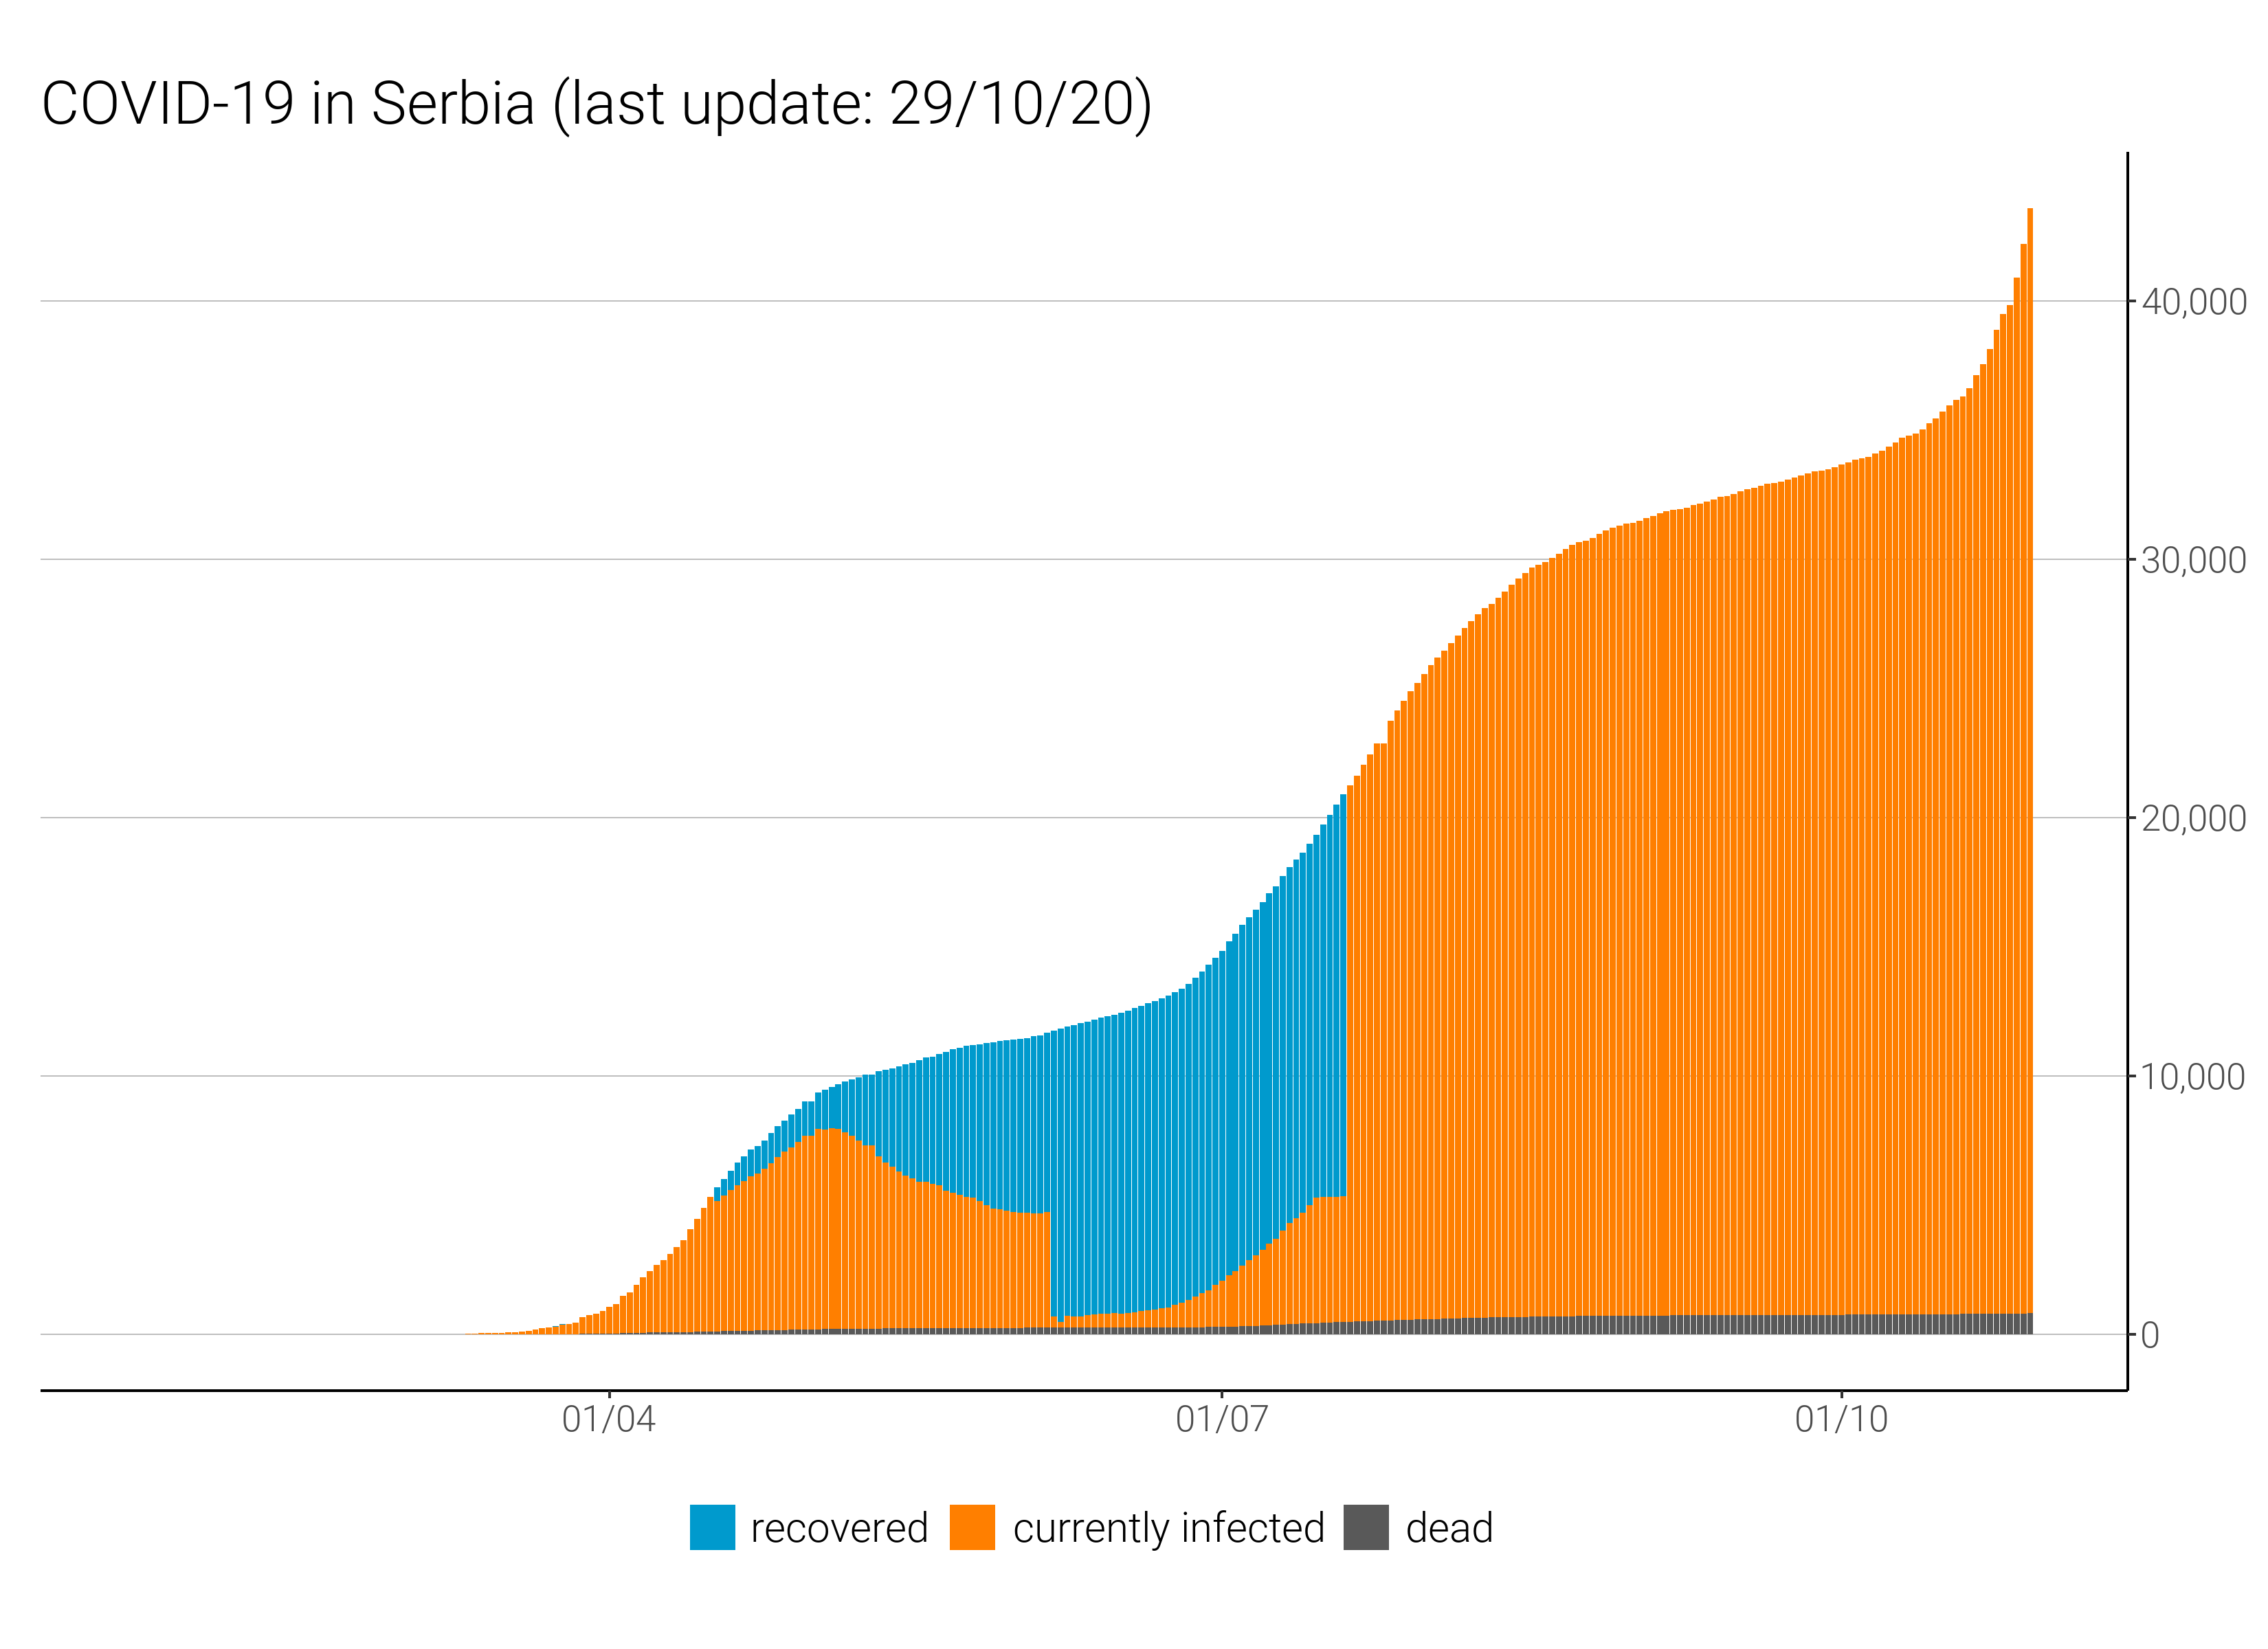 COVID-19 in Serbia (last update: 29/10/20)
40,000
30,000
20,000
10,000
0
01/04 01/07 01/10
recovered currently infected dead